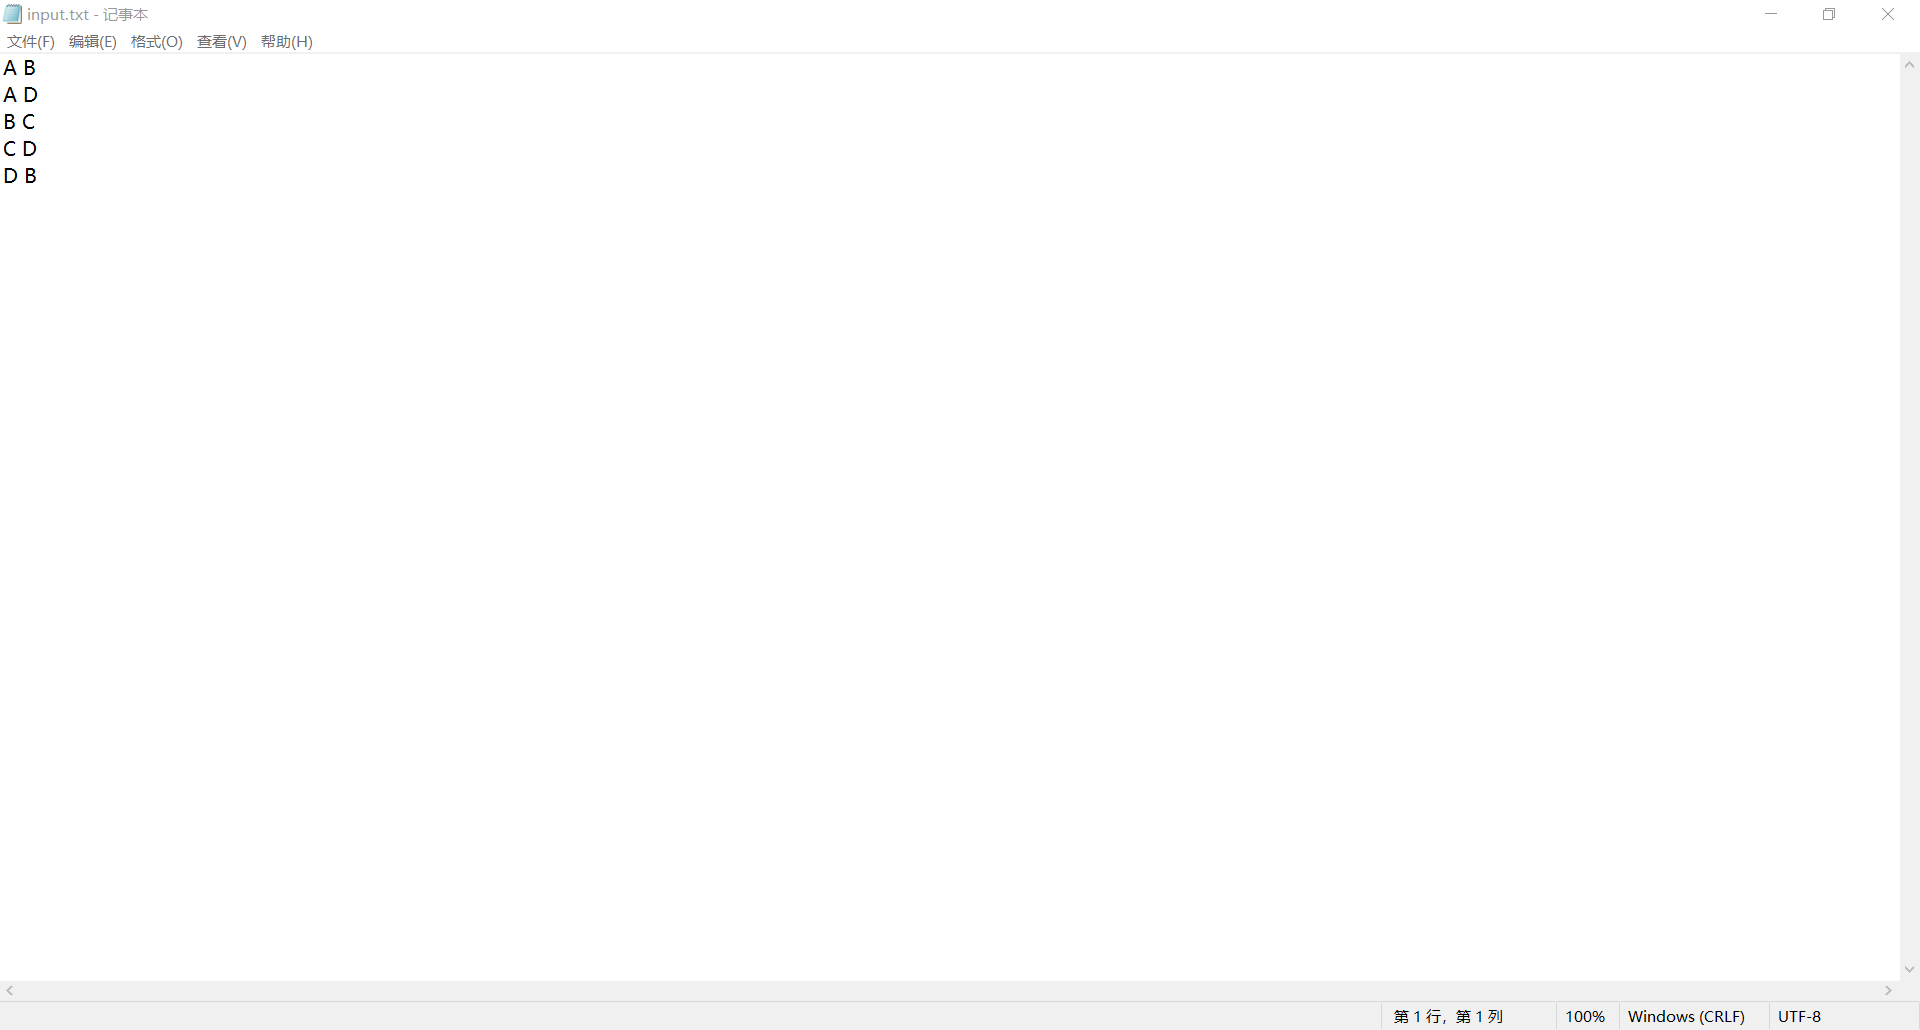 input.txt - 记事本
文件(F) 编辑(E) 格式(O) 查看(V) 帮助(H)
A B
A D
B C
C D
D B
第 1 行，第 1 列 100% Windows (CRLF) UTF-8